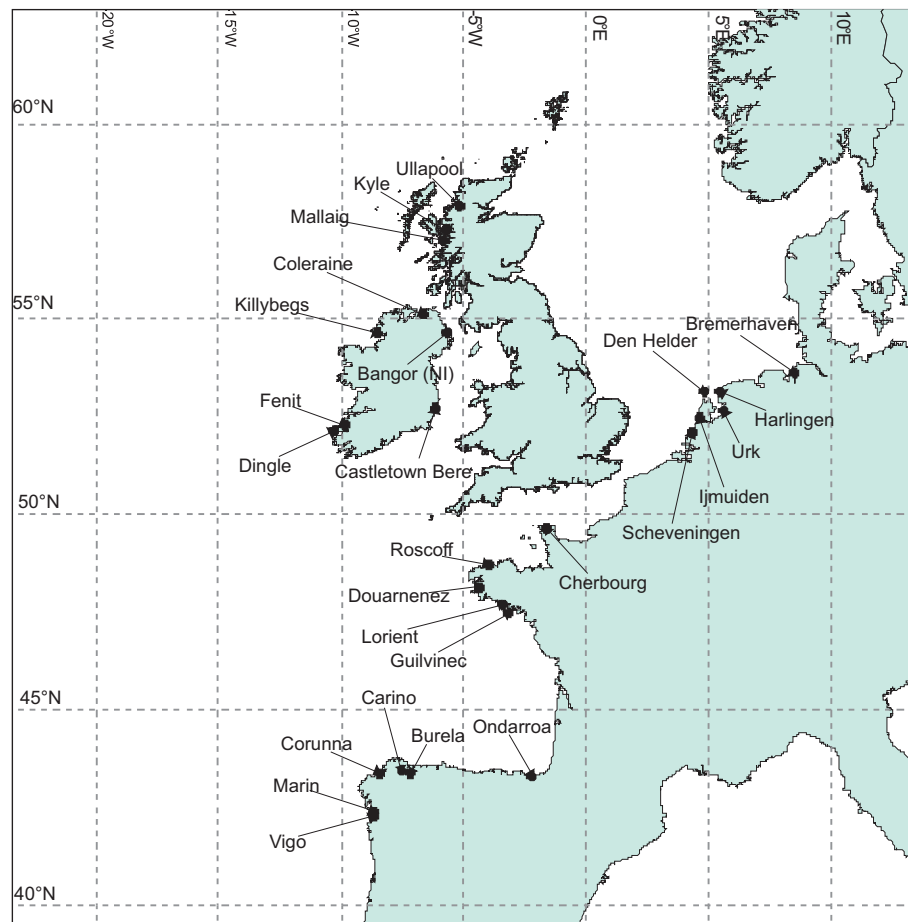 20°W
15°W
10°W
5°W
0°E
5°E
10°E
60°N
Ullapool
Kyle
Mallaig
Coleraine
55°N
Killybegs
Bremerhaven
Den Helder
Bangor (NI)
Fenit
Harlingen
Urk
Dingle
Castletown Bere
Ijmuiden
50°N
Scheveningen
Roscoff
Cherbourg
Douarnenez
Lorient
Guilvinec
45°N
Carino
Burela
Ondarroa
Corunna
Marin
Vigo
40°N